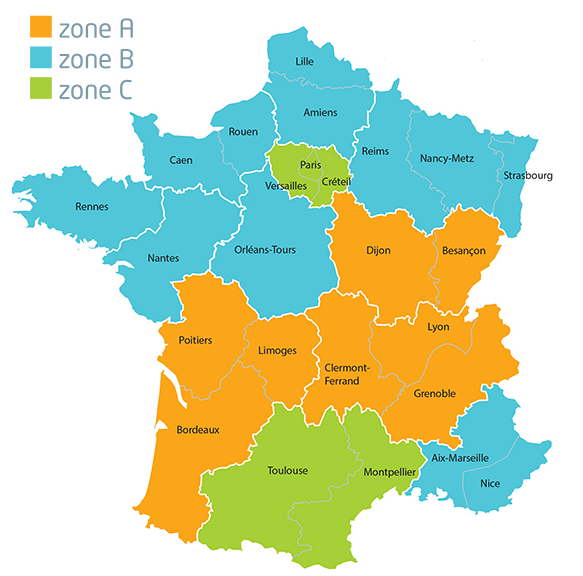 zone A
zone B
zone C
Lille
Amiens
Rouen
Caen
Reims
Nancy-Metz
Strasbourg
Paris
Créteil
Versailles
Rennes
Nantes
Orléans-Tours
Dijon
Besançon
Poitiers
Limoges
Clermont-
Ferrand
Lyon
Grenoble
Bordeaux
Toulouse
Montpellier
Aix-Marseille
Nice